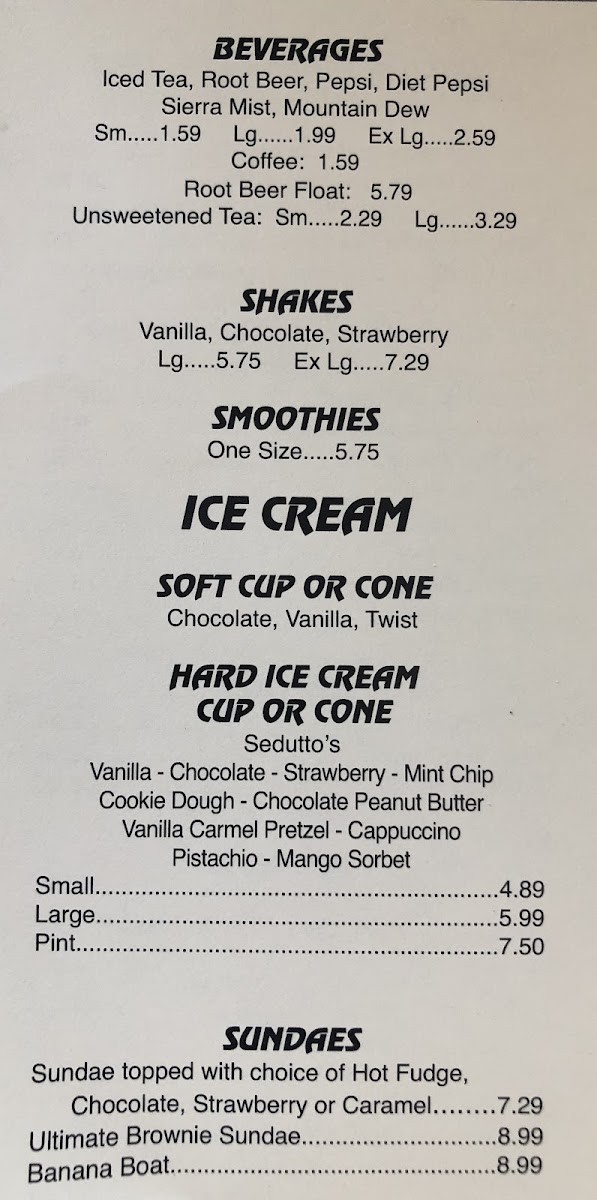 BEVERAGES
Iced Tea, Root Beer, Pepsi, Diet Pepsi
Sierra Mist, Mountain Dew
Sm.....1.59 Lg......1.99 Ex Lg.....2.59
Coffee: 1.59
Root Beer Float: 5.79
Unsweetened Tea: Sm.....2.29 Lg......3.29
SHAKES
Vanilla, Chocolate, Strawberry
Lg.....5.75 Ex Lg.....7.29
SMOOTHIES
One Size.....5.75
ICE CREAM
SOFT CUP OR CONE
Chocolate, Vanilla, Twist
HARD ICE CREAM
CUP OR CONE
Sedutto's
Vanilla - Chocolate - Strawberry - Mint Chip
Cookie Dough - Chocolate Peanut Butter
Vanilla Carmel Pretzel - Cappuccino
Pistachio - Mango Sorbet
Small..............................................................4.89
Large..............................................................5.99
Pint................................................................7.50
SUNDAES
Sundae topped with choice of Hot Fudge,
Chocolate, Strawberry or Caramel........7.29
Ultimate Brownie Sundae..............................8.99
Banana Boat..................................................8.99